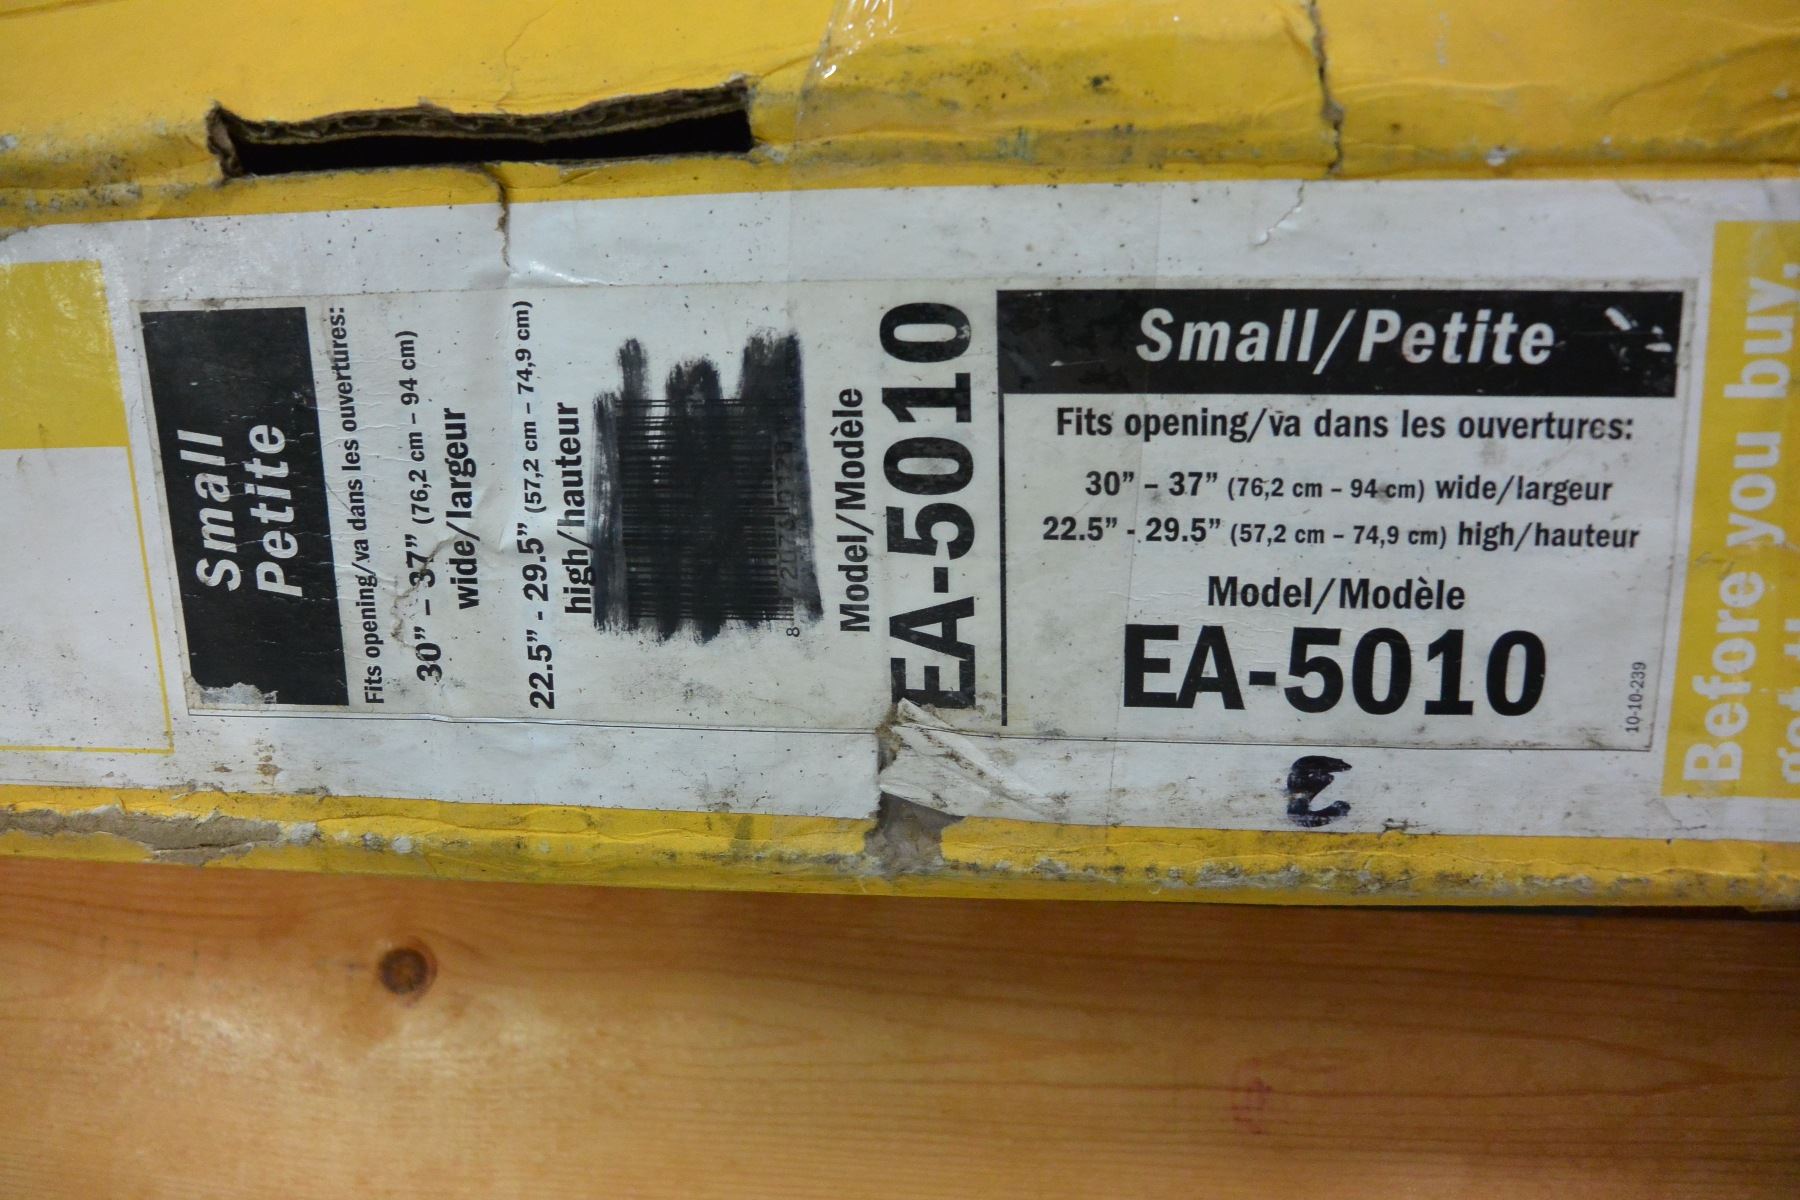 Small
Petite
Fits opening/va dans les ouvertures:
30” – 37” (76,2 cm – 94 cm)
wide/largeur
22.5” - 29.5” (57,2 cm – 74,9 cm)
high/hauteur
8
Model/Modèle
EA-5010
Small/Petite
Fits opening/va dans les ouvertures:
30” – 37” (76,2 cm – 94 cm) wide/largeur
22.5” - 29.5” (57,2 cm – 74,9 cm) high/hauteur
Model/Modèle
EA-5010
10-10-239
3
Before you buy,